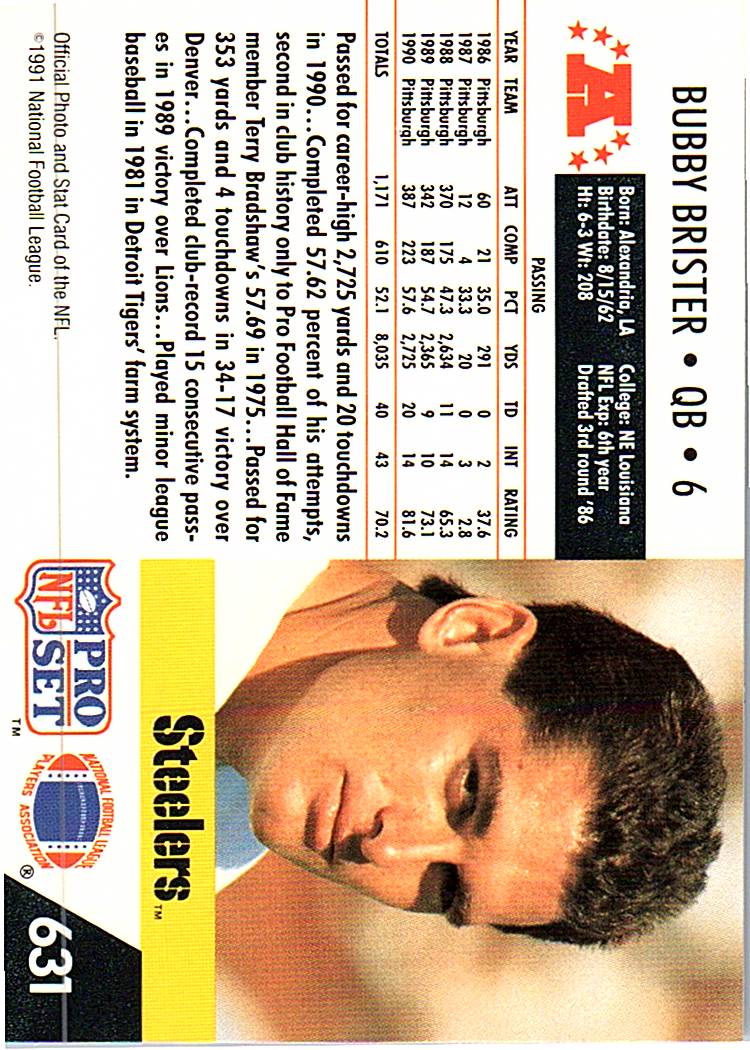 BUBBY BRISTER • QB • 6
A
Born: Alexandria, LA College: NE Louisiana
Birthdate: 8/15/62 NFL Exp: 6th year
Ht: 6-3 Wt: 208 Drafted 3rd round '86
PASSING
YEAR TEAM ATT COMP PCT YDS TD INT RATING
1986 Pittsburgh 60 21 35.0 291 0 2 37.6
1987 Pittsburgh 12 4 33.3 20 0 3 2.8
1988 Pittsburgh 370 175 47.3 2,634 11 14 65.3
1989 Pittsburgh 342 187 54.7 2,365 9 10 73.1
1990 Pittsburgh 387 223 57.6 2,725 20 14 81.6
TOTALS 1,171 610 52.1 8,035 40 43 70.2
Passed for career-high 2,725 yards and 20 touchdowns
in 1990...Completed 57.62 percent of his attempts,
second in club history only to Pro Football Hall of Fame
member Terry Bradshaw's 57.69 in 1975...Passed for
353 yards and 4 touchdowns in 34-17 victory over
Denver...Completed club-record 15 consecutive pass-
es in 1989 victory over Lions...Played minor league
baseball in 1981 in Detroit Tigers' farm system.
Official Photo and Stat Card of the NFL.
©1991 National Football League.
Steelers™
PRO
NFL SET™
NATIONAL FOOTBALL LEAGUE
PLAYERS ASSOCIATION®
631